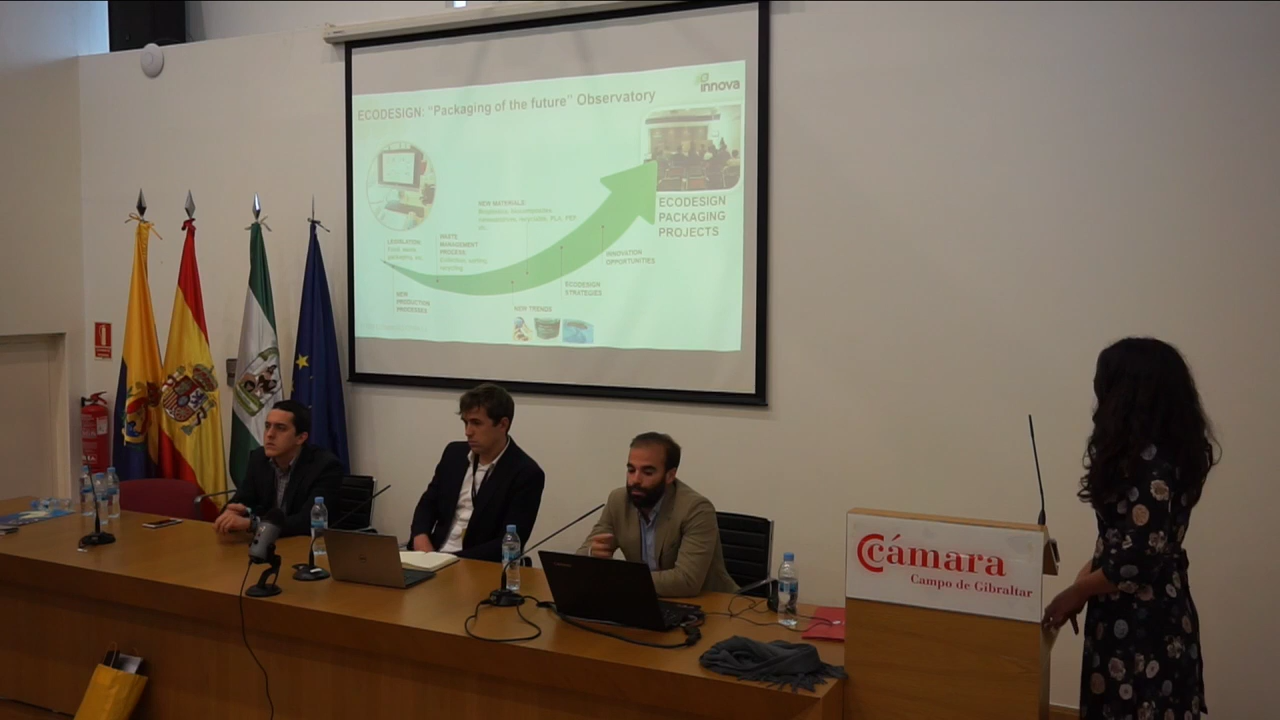 innova
ECODESIGN: "Packaging of the future" Observatory
NEW MATERIALS:
ECODESIGN
PACKAGING
PROJECTS
LEGISLATION:
WASTE
MANAGEMENT
PROCESS:
INNOVATION
OPPORTUNITIES
ECODESIGN
STRATEGIES
NEW
PRODUCTION
PROCESSES
NEW TRENDS
cámara
Campo de Gibraltar